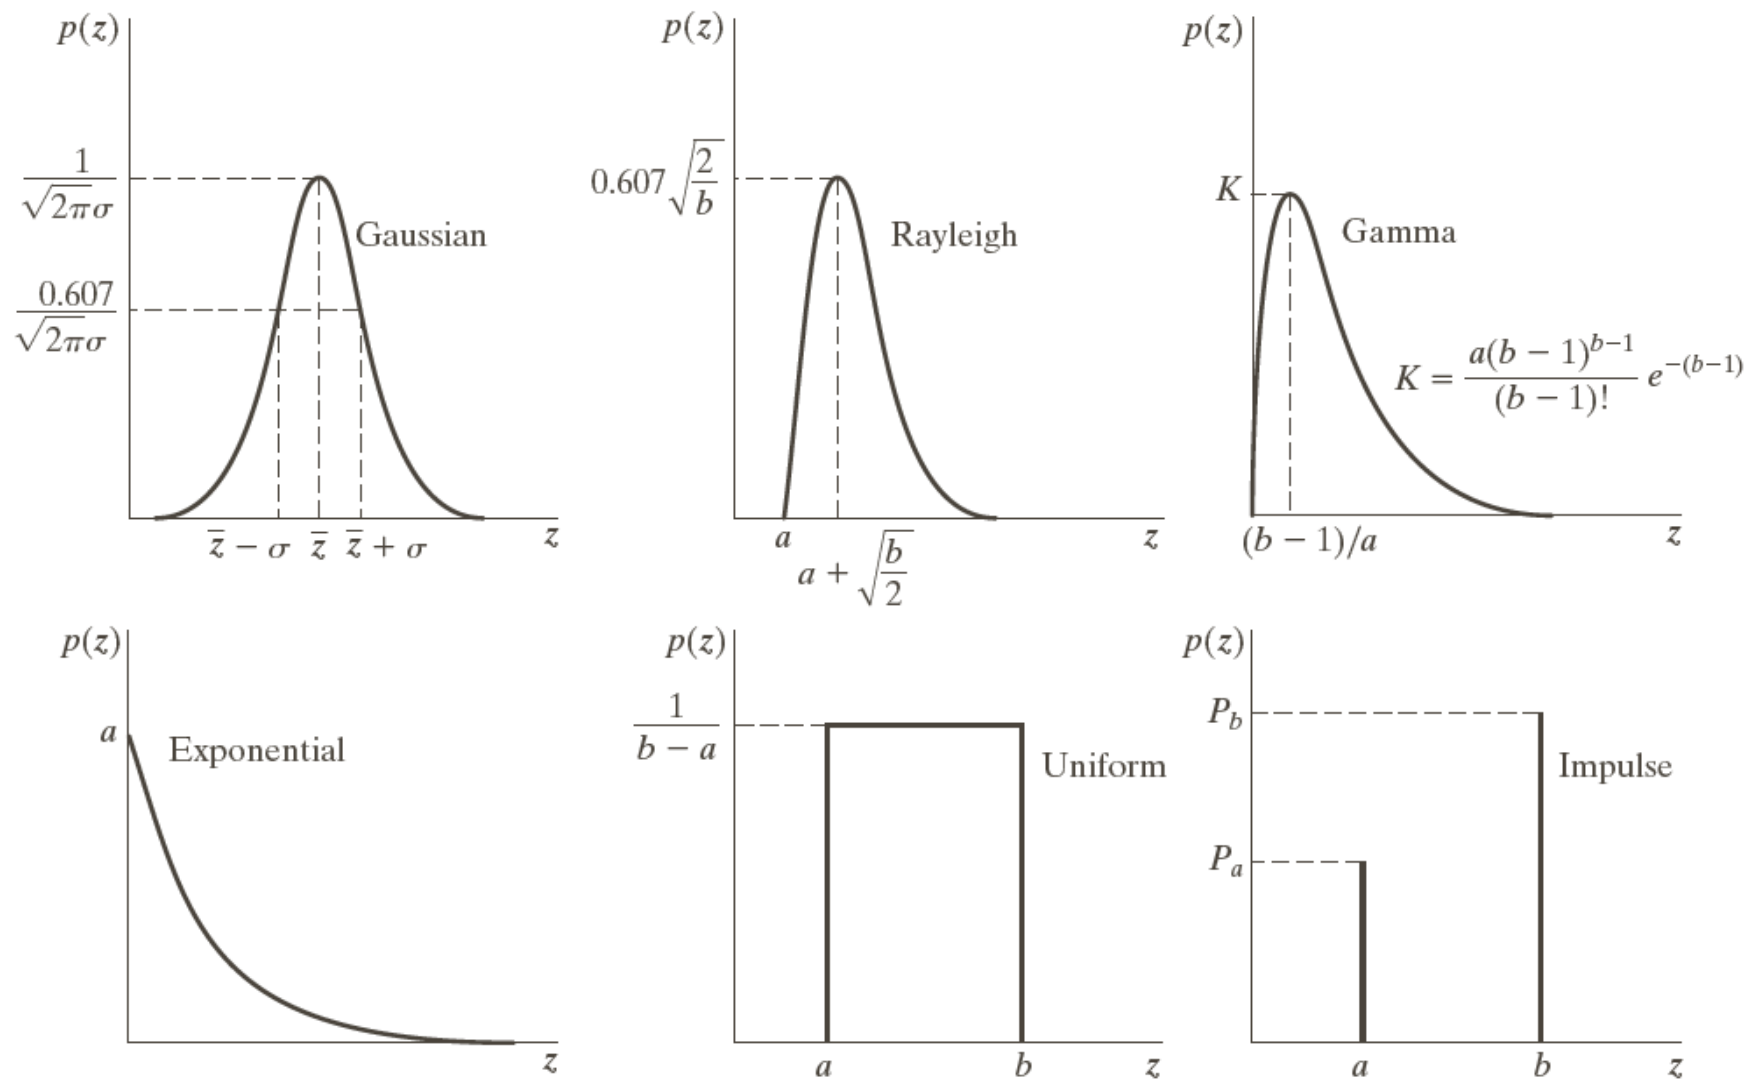 p(z)
1/√2πσ
Gaussian
0.607/√2πσ
z̄ − σ z̄ z̄ + σ z
p(z)
0.607 √(2/b)
Rayleigh
a z
a + √(b/2)
p(z)
K
Gamma
K = a(b − 1)^{b−1}/(b − 1)! e^{−(b−1)}
(b − 1)/a z
p(z)
a
Exponential
z
p(z)
1/(b − a)
Uniform
a b z
p(z)
P_b
Impulse
P_a
a b z